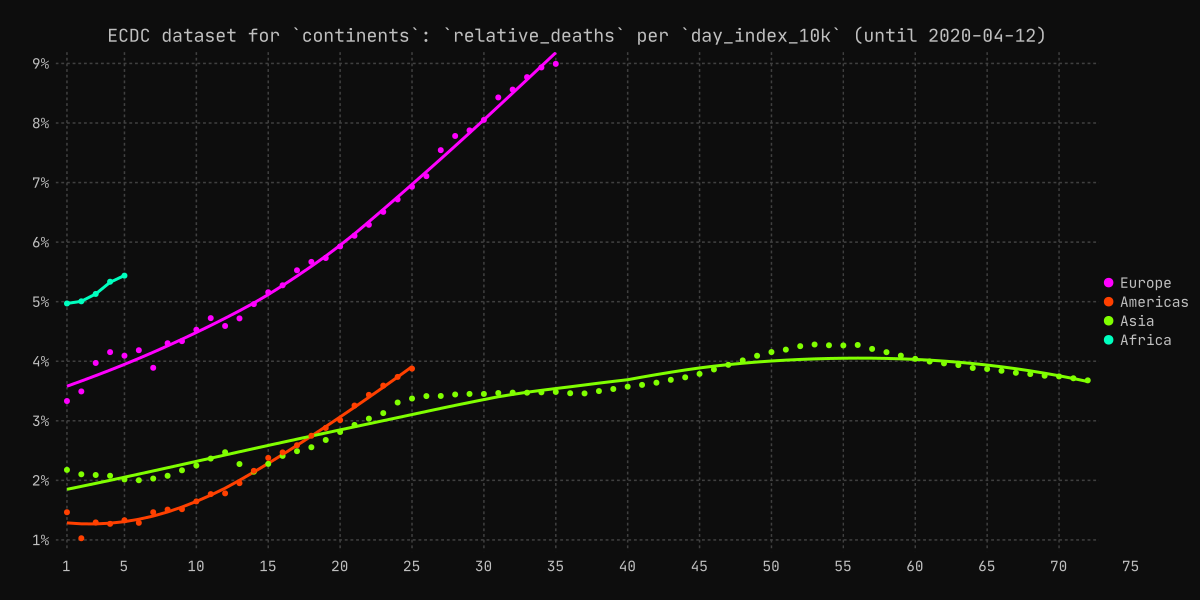 ECDC dataset for `continents`: `relative_deaths` per `day_index_10k` (until 2020-04-12)
9%
8%
7%
6%
5%
4%
3%
2%
1%
1 5 10 15 20 25 30 35 40 45 50 55 60 65 70 75
Europe
Americas
Asia
Africa